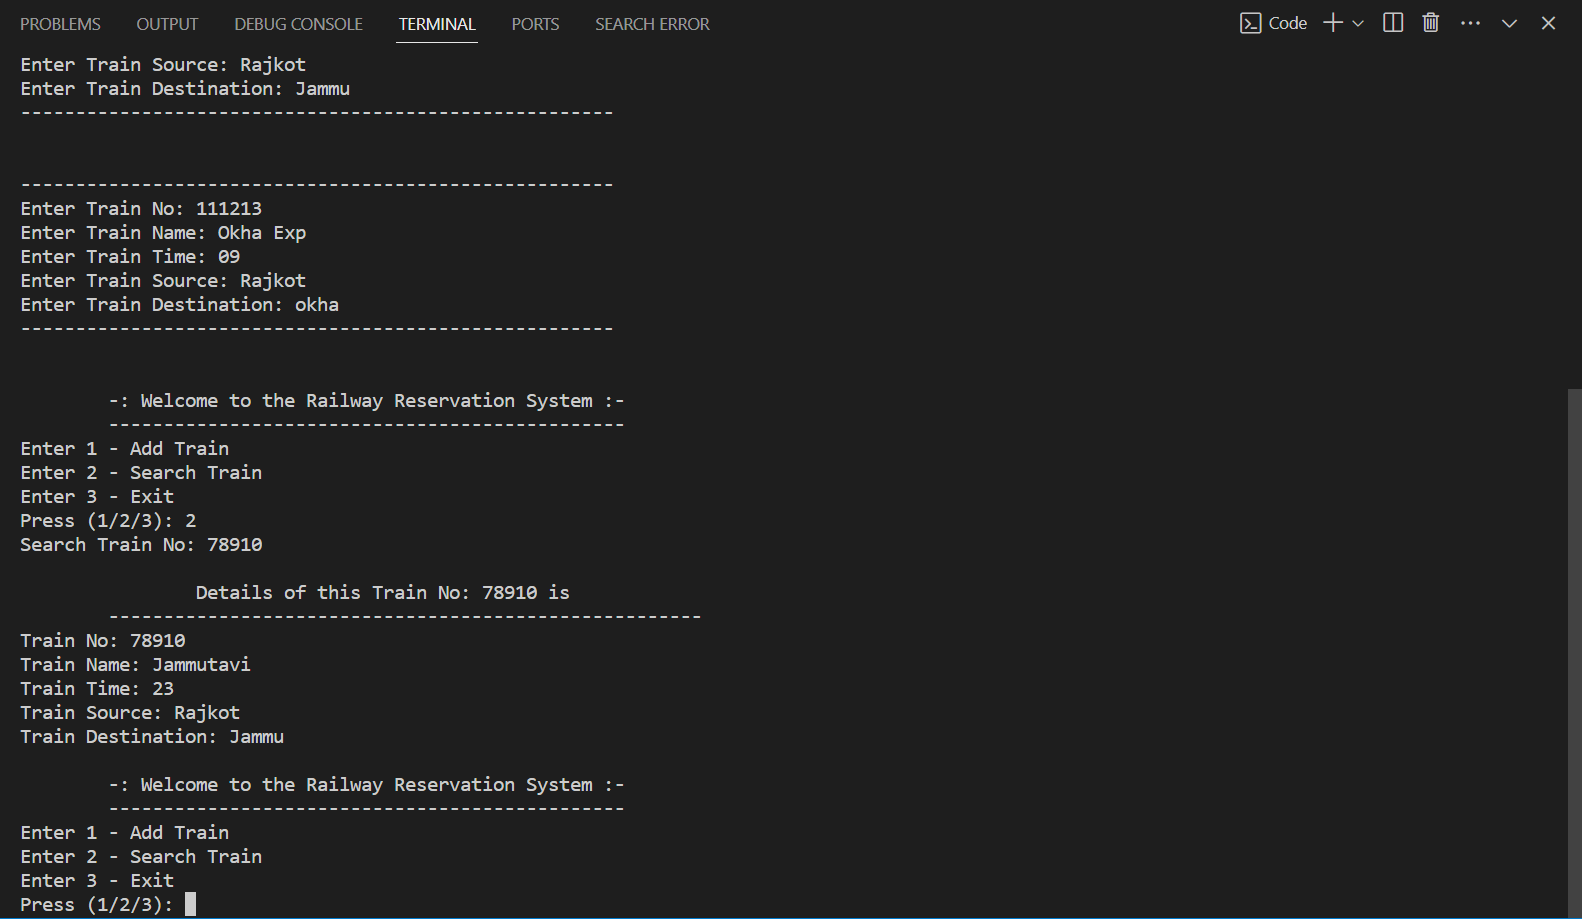 PROBLEMS OUTPUT DEBUG CONSOLE TERMINAL PORTS SEARCH ERROR Code
Enter Train Source: Rajkot
Enter Train Destination: Jammu
------------------------------------------------------
------------------------------------------------------
Enter Train No: 111213
Enter Train Name: Okha Exp
Enter Train Time: 09
Enter Train Source: Rajkot
Enter Train Destination: okha
------------------------------------------------------
-: Welcome to the Railway Reservation System :-
-----------------------------------------------
Enter 1 - Add Train
Enter 2 - Search Train
Enter 3 - Exit
Press (1/2/3): 2
Search Train No: 78910
Details of this Train No: 78910 is
------------------------------------------------------
Train No: 78910
Train Name: Jammutavi
Train Time: 23
Train Source: Rajkot
Train Destination: Jammu
-: Welcome to the Railway Reservation System :-
-----------------------------------------------
Enter 1 - Add Train
Enter 2 - Search Train
Enter 3 - Exit
Press (1/2/3):